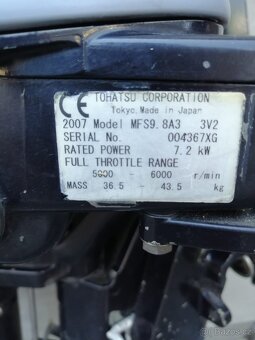 CE TOHATSU CORPORATION
Tokyo. Made in Japan
2007 Model MFS9.8A3 3V2
SERIAL No. 004367XG
RATED POWER 7.2 kW
FULL THROTTLE RANGE
5000 - 6000 r/min
MASS 36.5 - 43.5 kg